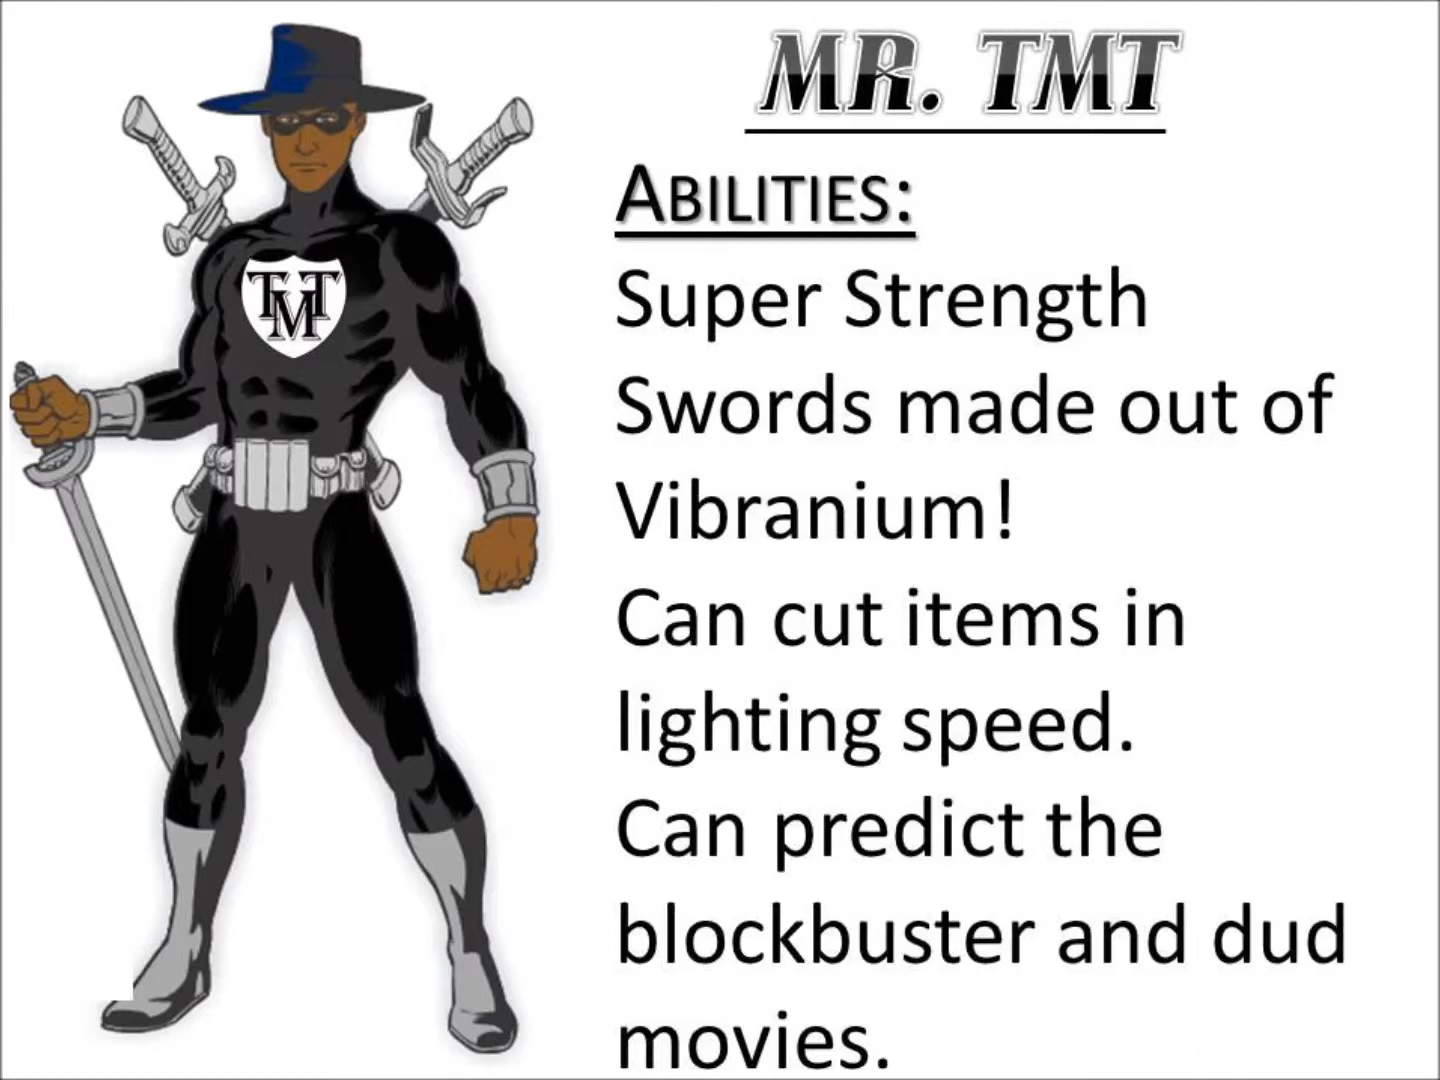 MR. TMT
ABILITIES:
Super Strength
Swords made out of
Vibranium!
Can cut items in
lighting speed.
Can predict the
blockbuster and dud
movies.
TMT